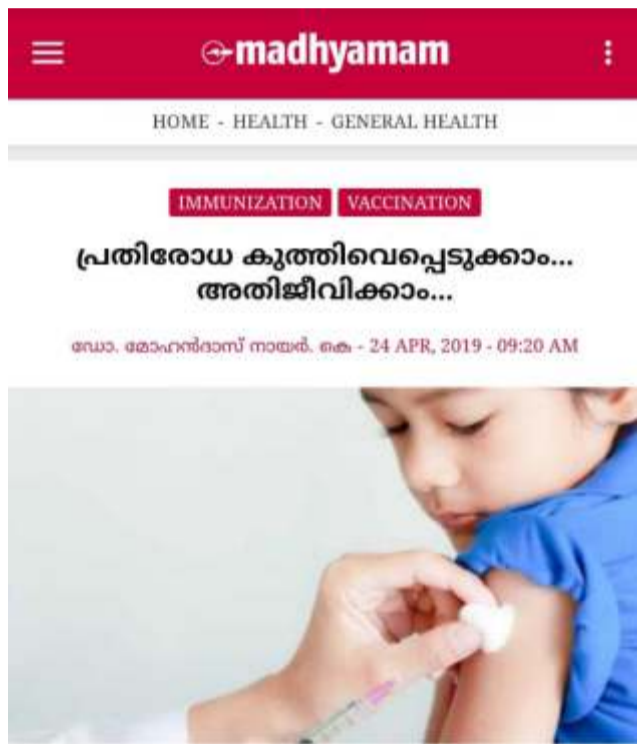 madhyamam
HOME - HEALTH - GENERAL HEALTH
IMMUNIZATION VACCINATION
പ്രതിരോധ കുത്തിവെപ്പെടുക്കാം...
അതിജീവിക്കാം...
ഡോ. മോഹൻദാസ് നായർ. കെ - 24 APR, 2019 - 09:20 AM